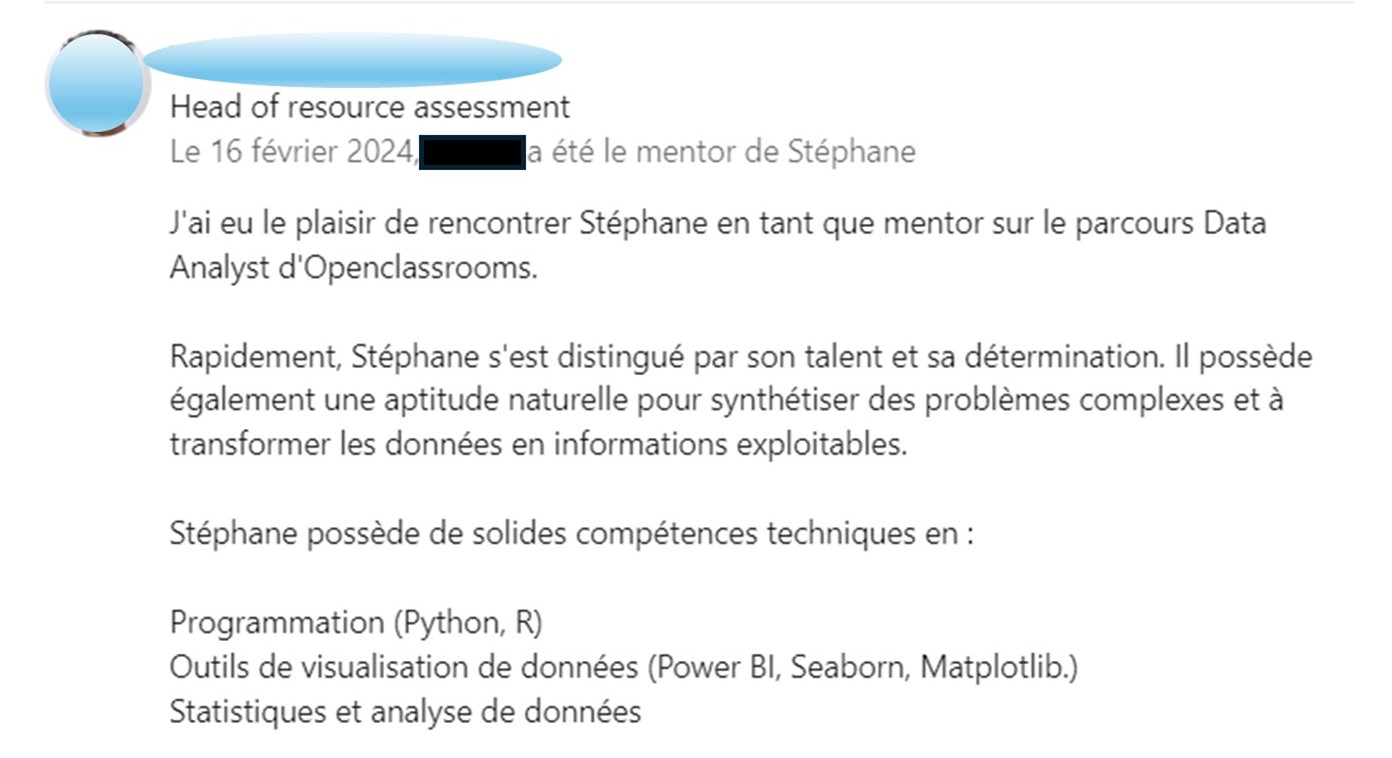 Head of resource assessment
Le 16 février 2024, a été le mentor de Stéphane
J'ai eu le plaisir de rencontrer Stéphane en tant que mentor sur le parcours Data
Analyst d'Openclassrooms.
Rapidement, Stéphane s'est distingué par son talent et sa détermination. Il possède
également une aptitude naturelle pour synthétiser des problèmes complexes et à
transformer les données en informations exploitables.
Stéphane possède de solides compétences techniques en :
Programmation (Python, R)
Outils de visualisation de données (Power BI, Seaborn, Matplotlib.)
Statistiques et analyse de données